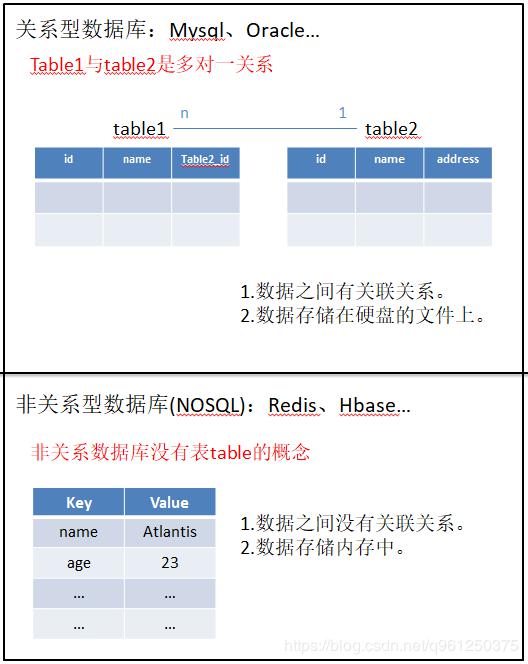 关系型数据库：Mysql、Oracle...
Table1与table2是多对一关系
n 1
table1 table2
id name Table2_id id name address
1.数据之间有关联关系。
2.数据存储在硬盘的文件上。
非关系型数据库(NOSQL)：Redis、Hbase...
非关系数据库没有表table的概念
Key Value
name Atlantis
age 23
... ...
... ...
1.数据之间没有关联关系。
2.数据存储内存中。
https://blog.csdn.net/q961250375